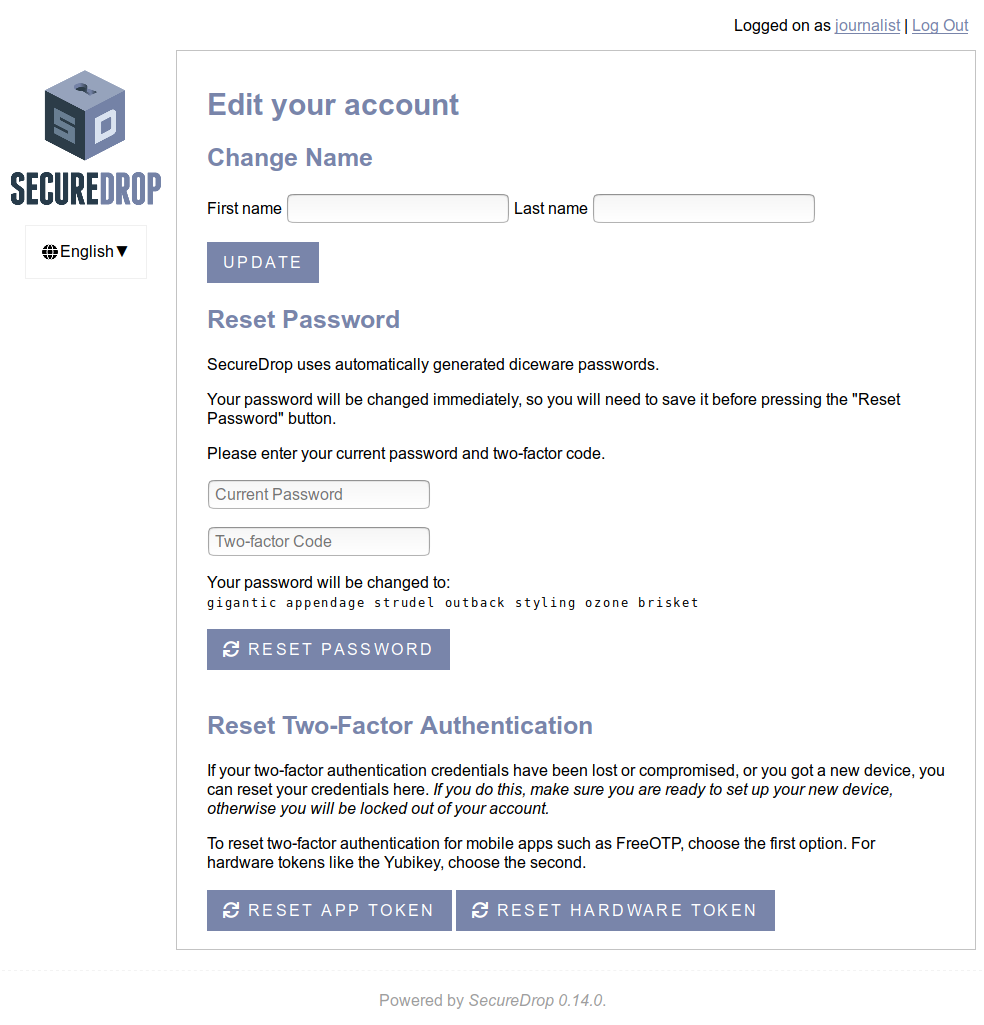 Logged on as journalist | Log Out
SD
SECUREDROP
English▼
Edit your account
Change Name
First name Last name
UPDATE
Reset Password
SecureDrop uses automatically generated diceware passwords.
Your password will be changed immediately, so you will need to save it before pressing the "Reset
Password" button.
Please enter your current password and two-factor code.
Current Password
Two-factor Code
Your password will be changed to:
gigantic appendage strudel outback styling ozone brisket
RESET PASSWORD
Reset Two-Factor Authentication
If your two-factor authentication credentials have been lost or compromised, or you got a new device, you
can reset your credentials here. If you do this, make sure you are ready to set up your new device,
otherwise you will be locked out of your account.
To reset two-factor authentication for mobile apps such as FreeOTP, choose the first option. For
hardware tokens like the Yubikey, choose the second.
RESET APP TOKEN RESET HARDWARE TOKEN
Powered by SecureDrop 0.14.0.